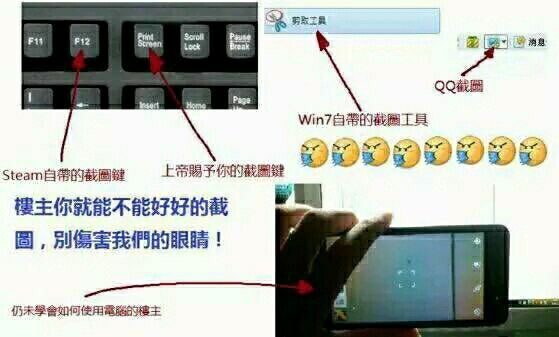 F11
F12
Print
Screen
Scroll
Lock
Pause
Break
Insert
Home
Page
剪取工具
消息
QQ截圖
Win7自帶的截圖工具
Steam自帶的截圖鍵
上帝賜予你的截圖鍵
樓主你就能不能好好的截
圖，別傷害我們的眼睛！
仍未學會如何使用電腦的樓主